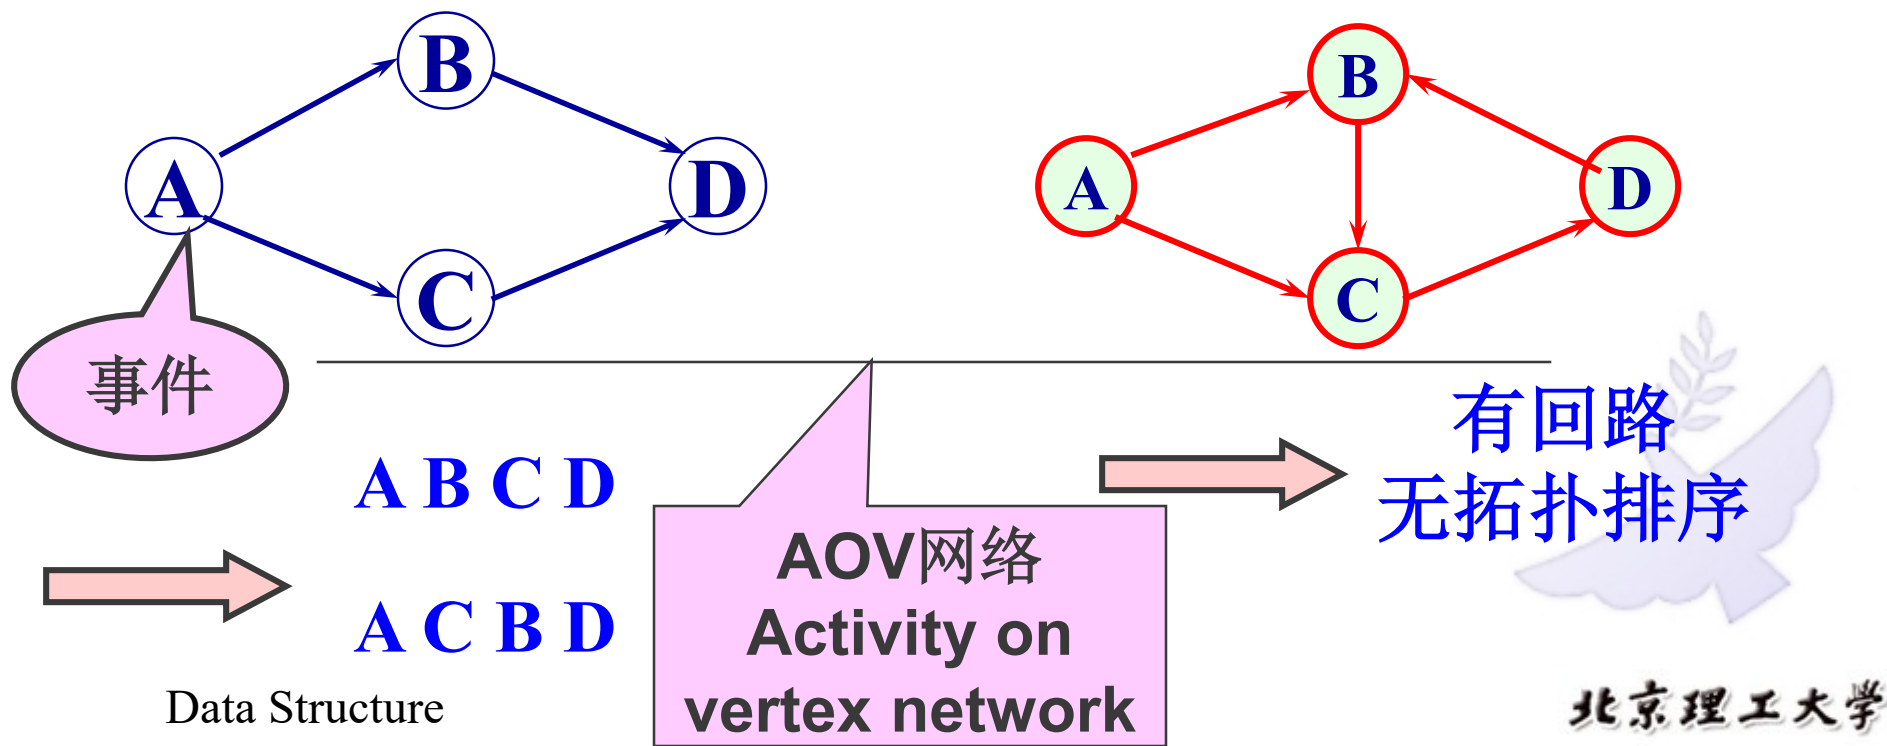 B
A
D
C
B
A
D
C
事件
A B C D
A C B D
AOV网络
Activity on
vertex network
有回路
无拓扑排序
Data Structure
北京理工大学